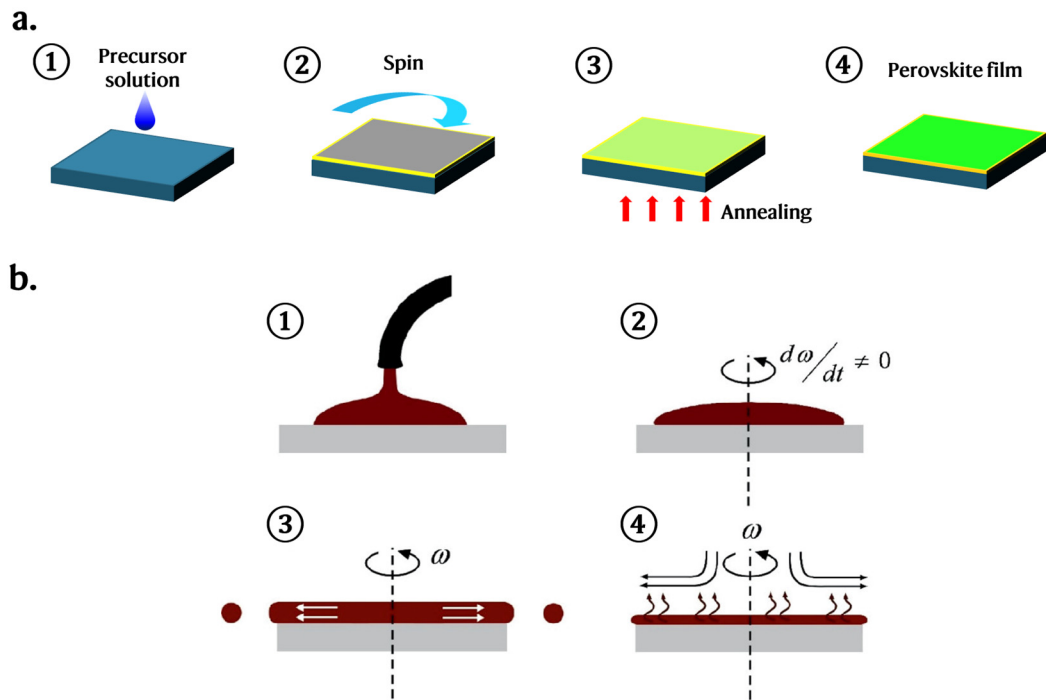 a.
① Precursor
solution
② Spin
③
Annealing
④ Perovskite film
b.
①
② dω/dt ≠ 0
③ ω
④ ω